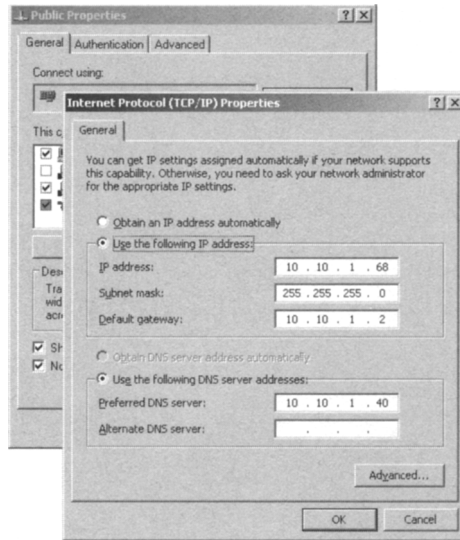 Public Properties
General Authentication Advanced
Connect using:
This c
Des
Tra
wid
acr
Sh
No
Internet Protocol (TCP/IP) Properties
General
You can get IP settings assigned automatically if your network supports
this capability. Otherwise, you need to ask your network administrator
for the appropriate IP settings.
Obtain an IP address automatically
Use the following IP address:
IP address: 10 . 10 . 1 . 68
Subnet mask: 255 . 255 . 255 . 0
Default gateway: 10 . 10 . 1 . 2
Obtain DNS server address automatically
Use the following DNS server addresses:
Preferred DNS server: 10 . 10 . 1 . 40
Alternate DNS server: . . .
Advanced...
OK Cancel